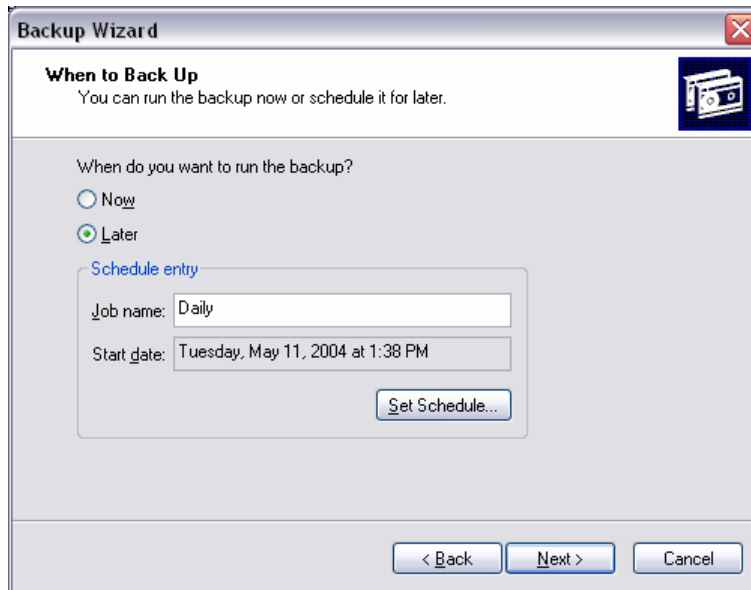 Backup Wizard
When to Back Up
You can run the backup now or schedule it for later.
When do you want to run the backup?
Now
Later
Schedule entry
Job name: Daily
Start date: Tuesday, May 11, 2004 at 1:38 PM
Set Schedule...
< Back Next > Cancel